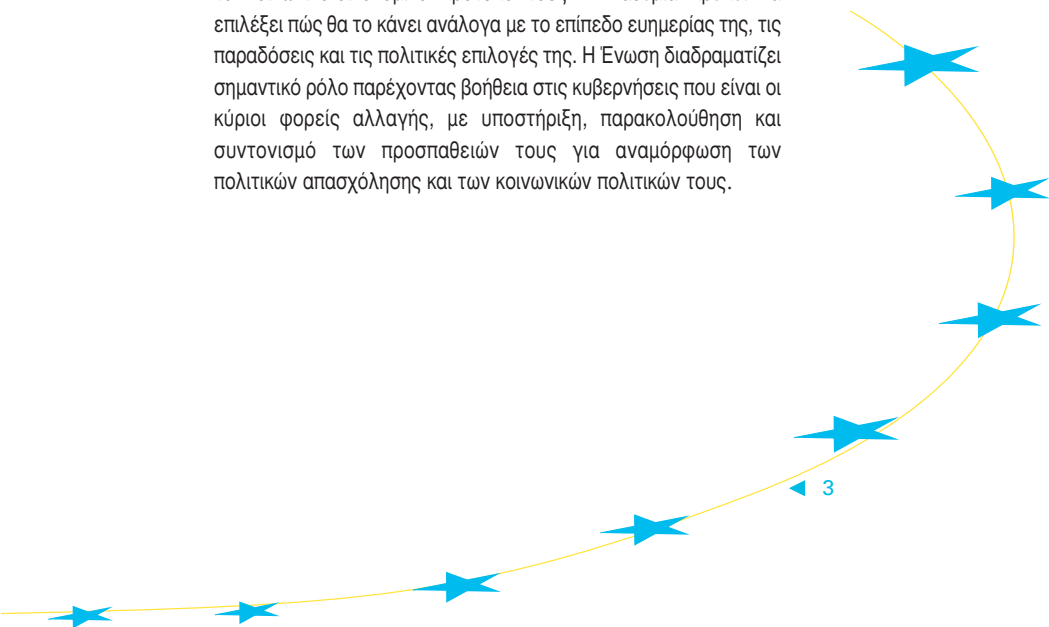 επιλέξει πώς θα το κάνει ανάλογα με το επίπεδο ευημερίας της, τις
παραδόσεις και τις πολιτικές επιλογές της. Η Ένωση διαδραματίζει
σημαντικό ρόλο παρέχοντας βοήθεια στις κυβερνήσεις που είναι οι
κύριοι φορείς αλλαγής, με υποστήριξη, παρακολούθηση και
συντονισμό των προσπαθειών τους για αναμόρφωση των
πολιτικών απασχόλησης και των κοινωνικών πολιτικών τους.
3